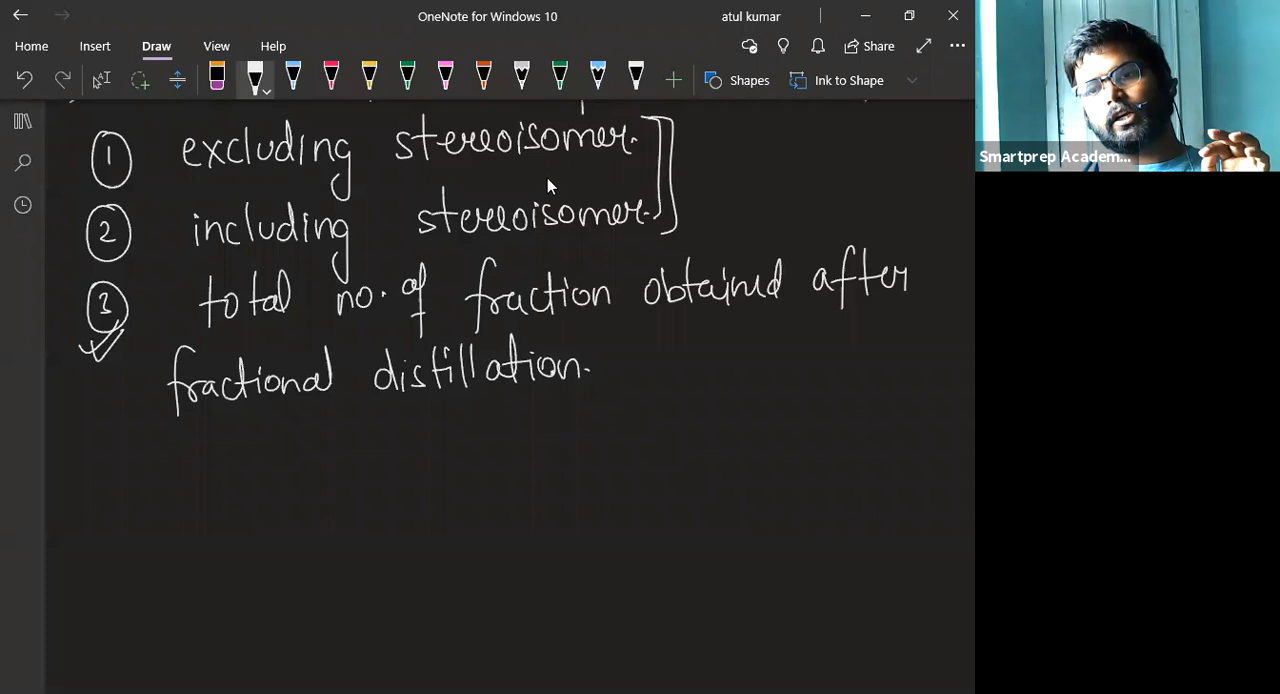 OneNote for Windows 10
atul kumar
Home Insert Draw View Help
Share
Shapes
Ink to Shape
Smartprep Academ...
1 excluding stereoisomer.
2 including stereoisomer.
3 total no. of fraction obtained after
fractional distillation.